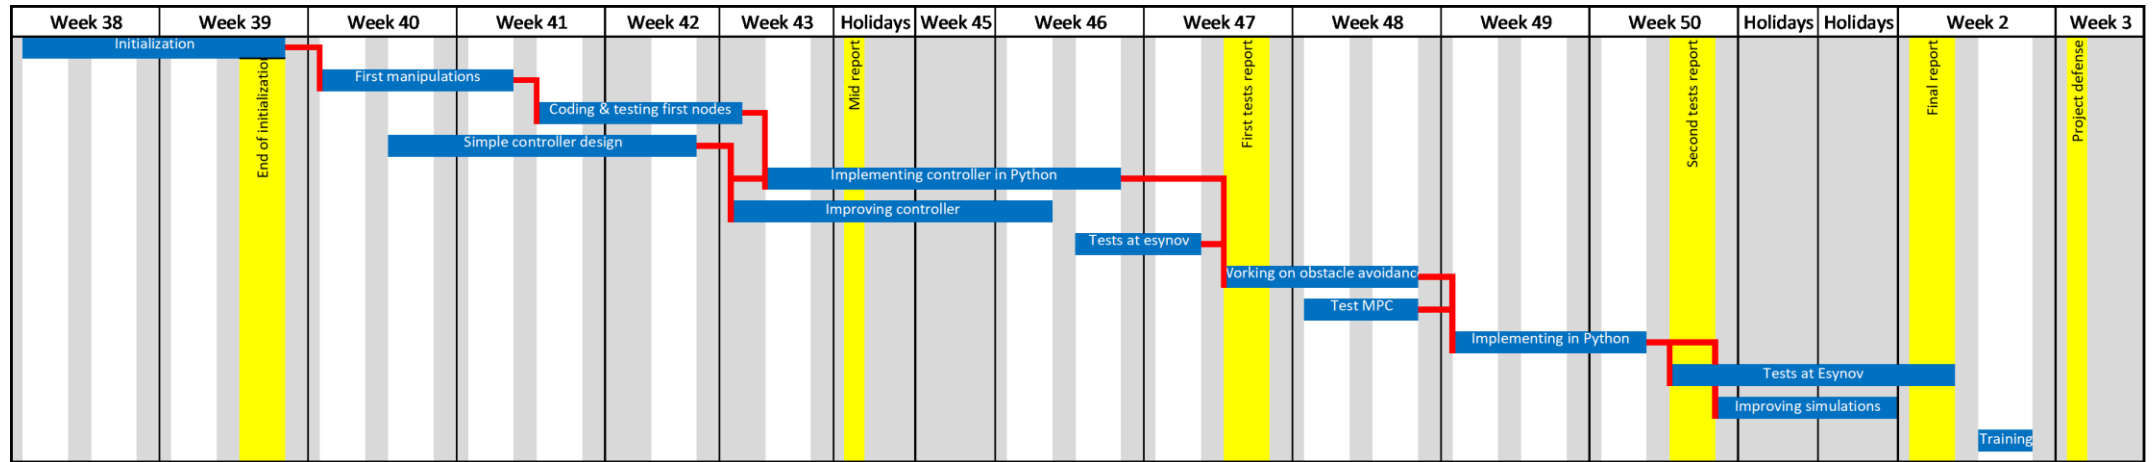 Week 38
Week 39
Week 40
Week 41
Week 42
Week 43
Holidays
Week 45
Week 46
Week 47
Week 48
Week 49
Week 50
Holidays
Holidays
Week 2
Week 3
Initialization
End of initialization
First manipulations
Coding & testing first nodes
Simple controller design
Mid report
Implementing controller in Python
Improving controller
Tests at esynov
First tests report
Working on obstacle avoidanc
Test MPC
Implementing in Python
Second tests report
Tests at Esynov
Improving simulations
Final report
Training
Project defense